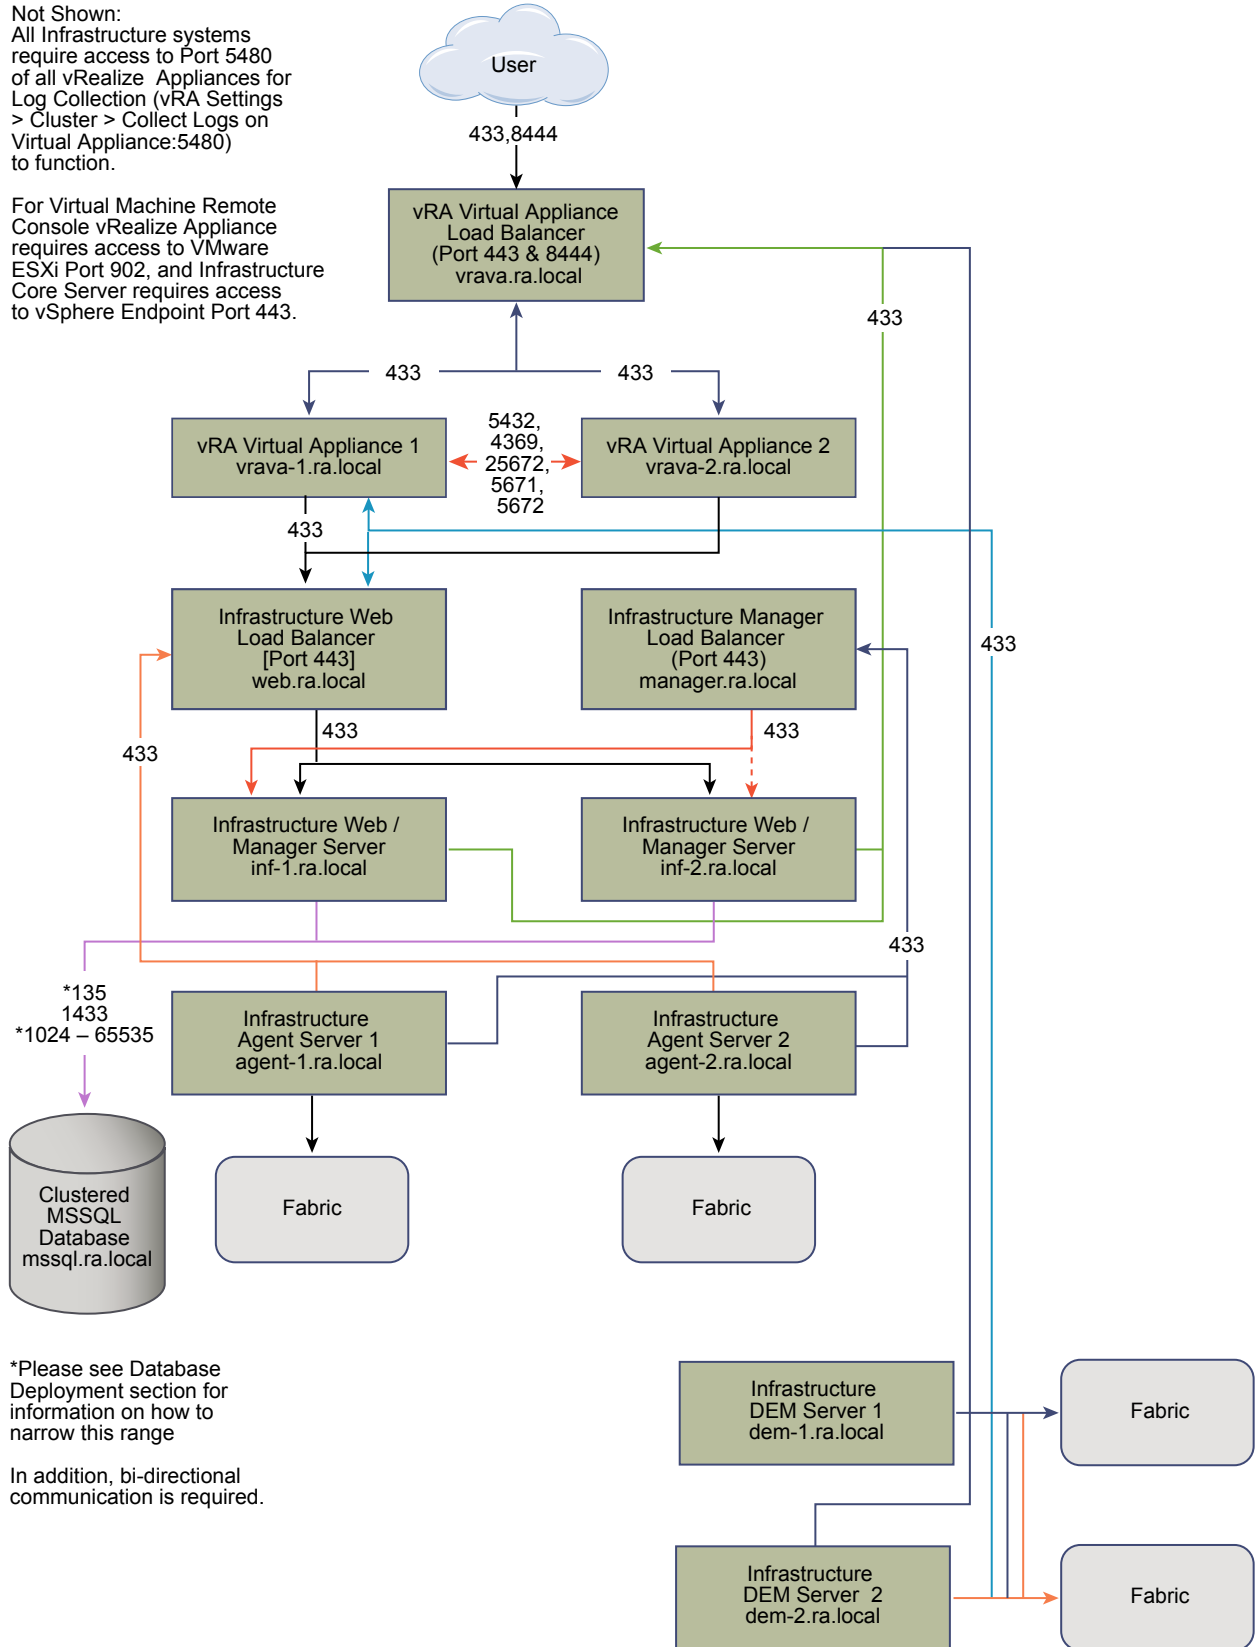 Not Shown:
All Infrastructure systems
require access to Port 5480
of all vRealize Appliances for
Log Collection (vRA Settings
> Cluster > Collect Logs on
Virtual Appliance:5480)
to function.
For Virtual Machine Remote
Console vRealize Appliance
requires access to VMware
ESXi Port 902, and Infrastructure
Core Server requires access
to vSphere Endpoint Port 443.
User
433,8444
vRA Virtual Appliance
Load Balancer
(Port 443 & 8444)
vrava.ra.local
433
433
433
vRA Virtual Appliance 1
vrava-1.ra.local
5432,
4369,
25672,
5671,
5672
vRA Virtual Appliance 2
vrava-2.ra.local
433
Infrastructure Web
Load Balancer
[Port 443]
web.ra.local
Infrastructure Manager
Load Balancer
(Port 443)
manager.ra.local
433
433
433
433
Infrastructure Web /
Manager Server
inf-1.ra.local
Infrastructure Web /
Manager Server
inf-2.ra.local
433
*135
1433
*1024 – 65535
Infrastructure
Agent Server 1
agent-1.ra.local
Infrastructure
Agent Server 2
agent-2.ra.local
Clustered
MSSQL
Database
mssql.ra.local
Fabric
Fabric
*Please see Database
Deployment section for
information on how to
narrow this range
In addition, bi-directional
communication is required.
Infrastructure
DEM Server 1
dem-1.ra.local
Fabric
Infrastructure
DEM Server 2
dem-2.ra.local
Fabric